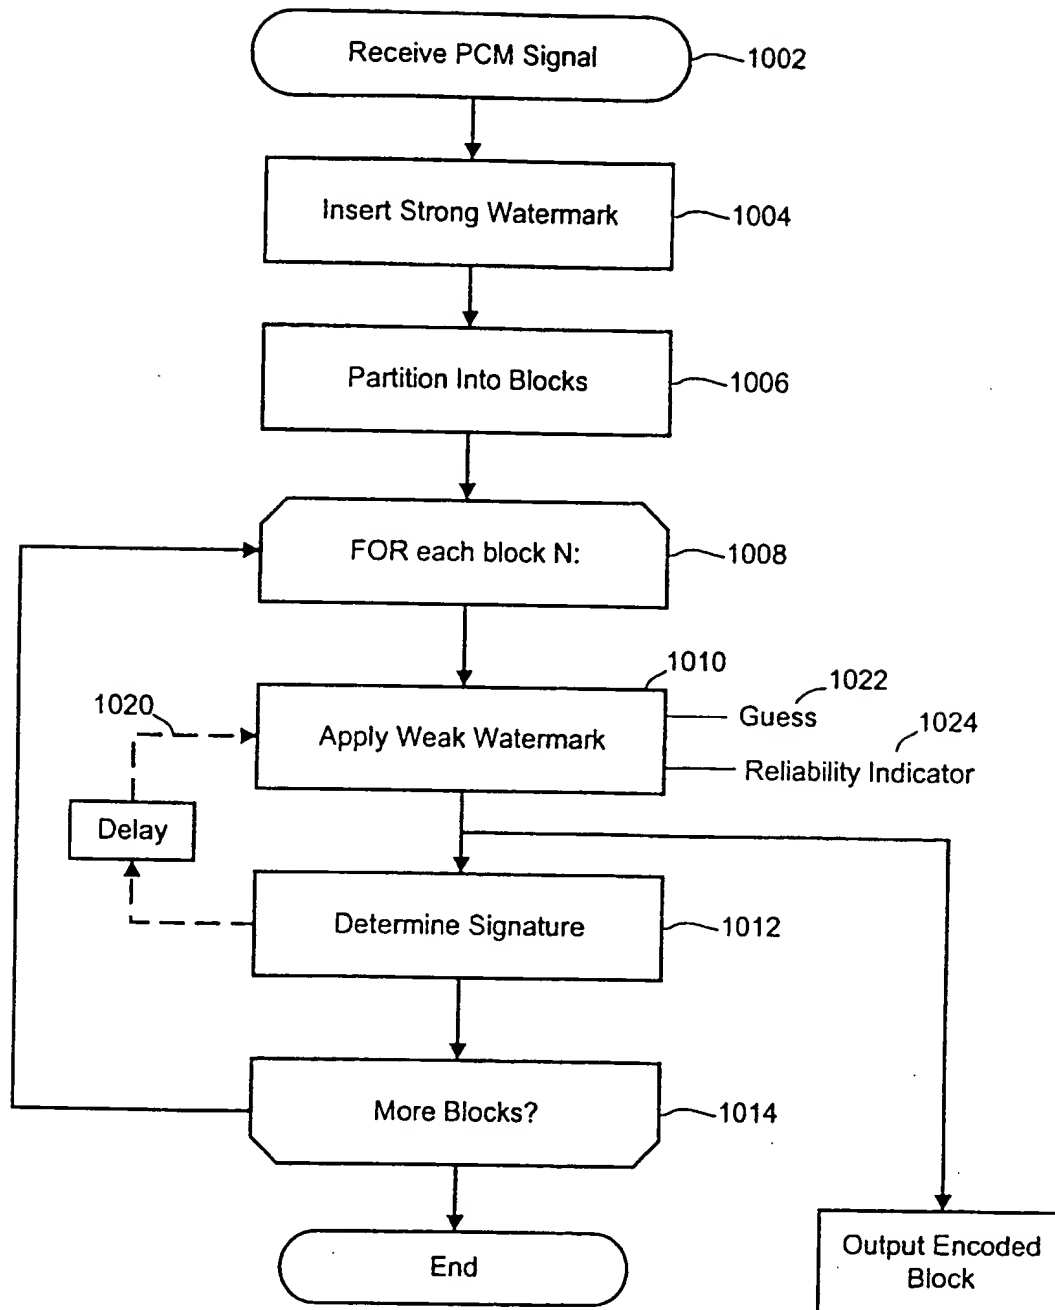 Receive PCM Signal
1002
Insert Strong Watermark
1004
Partition Into Blocks
1006
FOR each block N:
1008
1010
1022
Guess
1020
1024
Apply Weak Watermark
Reliability Indicator
Delay
Determine Signature
1012
More Blocks?
1014
Output Encoded
Block
End